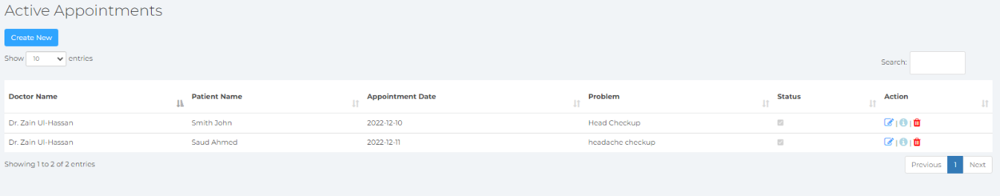 Active Appointments
Create New
Show 10 entries
Search:
Doctor Name Patient Name Appointment Date Problem Status Action
Dr. Zain Ul-Hassan Smith John 2022-12-10 Head Checkup | |
Dr. Zain Ul-Hassan Saud Ahmed 2022-12-11 headache checkup | |
Showing 1 to 2 of 2 entries
Previous 1 Next